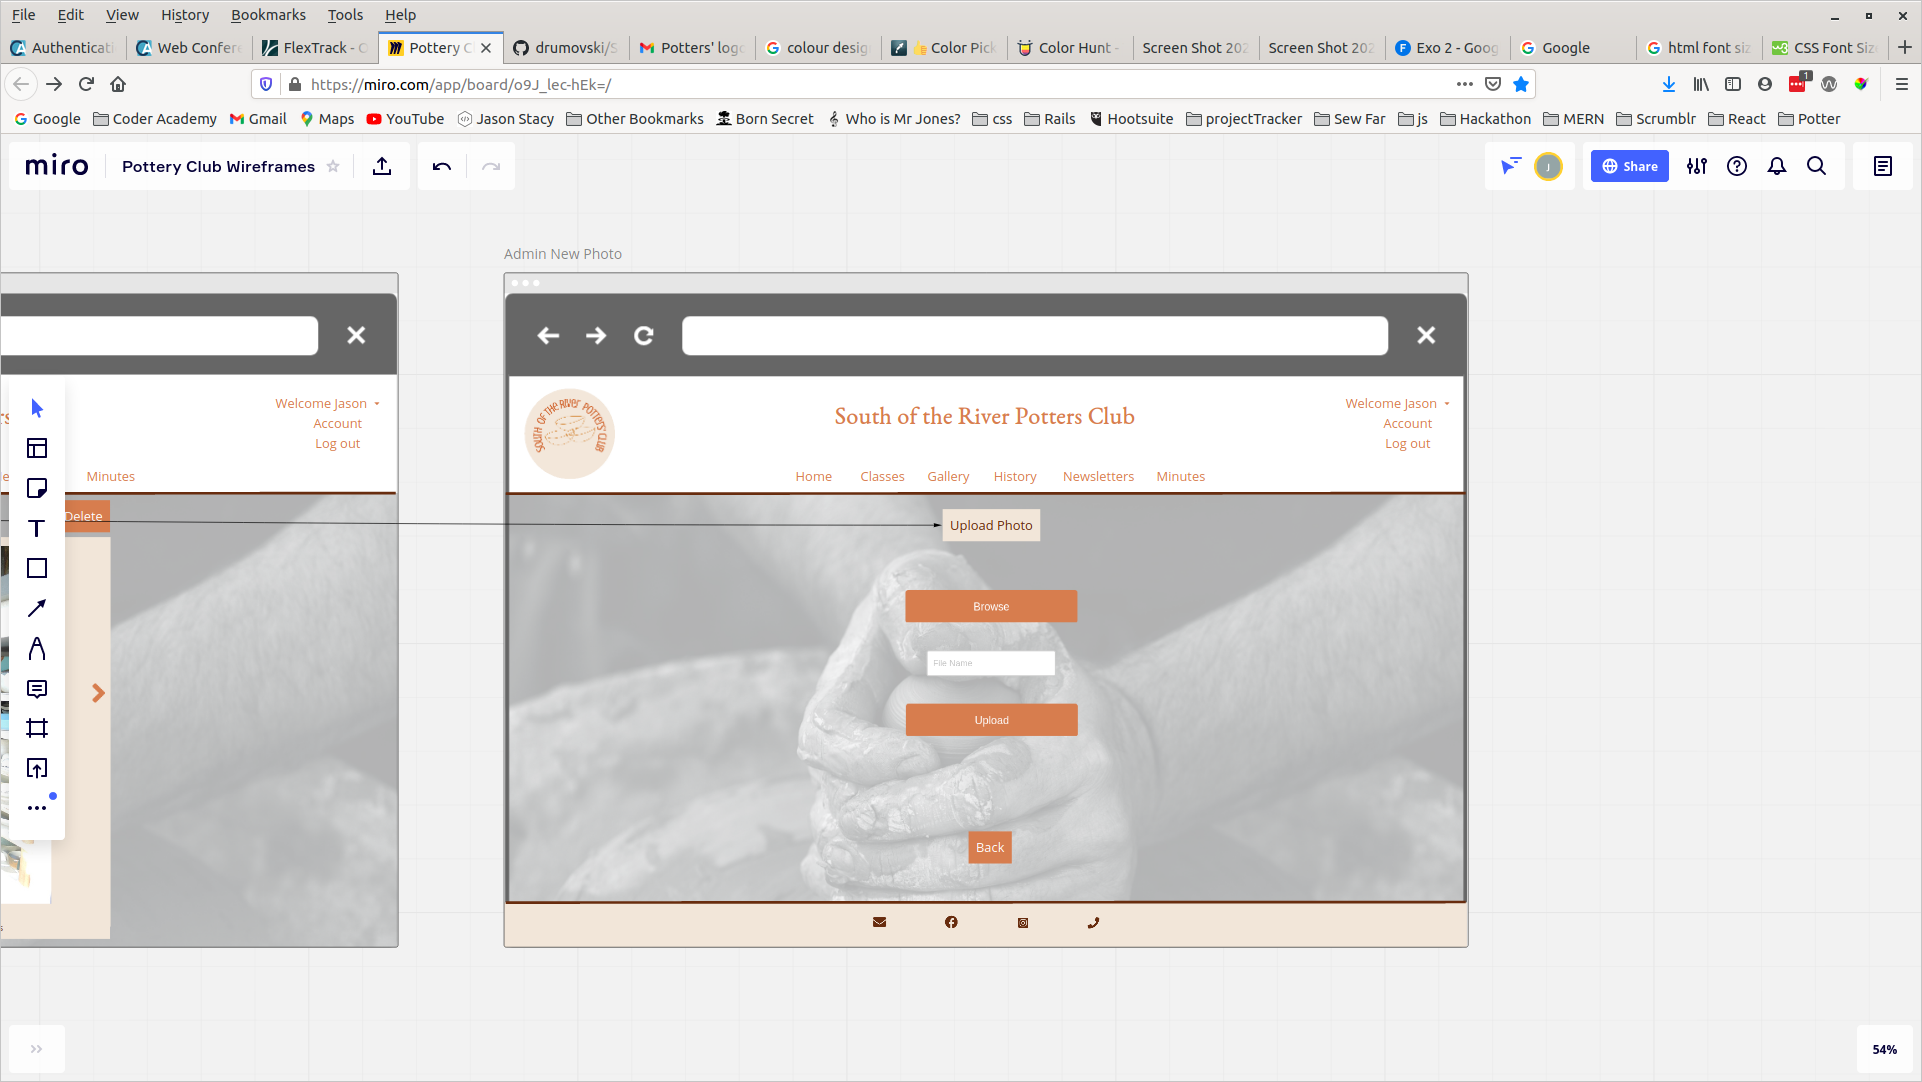 File Edit View History Bookmarks Tools Help
Authenticati Web Confere FlexTrack - O Pottery C drumovski/S Potters' logo colour desig Color Pick Color Hunt - Screen Shot 202 Screen Shot 202 Exo 2 - Goog Google html font siz CSS Font Size
https://miro.com/app/board/o9J_lec-hEk=/
1
Google Coder Academy Gmail Maps YouTube Jason Stacy Other Bookmarks Born Secret Who is Mr Jones? css Rails Hootsuite projectTracker Sew Far js Hackathon MERN Scrumblr React Potter
miro Pottery Club Wireframes
J
Share
Admin New Photo
Welcome Jason
Account
Log out
Minutes
Delete
SOUTH OF THE RIVER POTTERS' CLUB
South of the River Potters Club
Welcome Jason
Account
Log out
Home Classes Gallery History Newsletters Minutes
Upload Photo
Browse
File Name
Upload
Back
54%